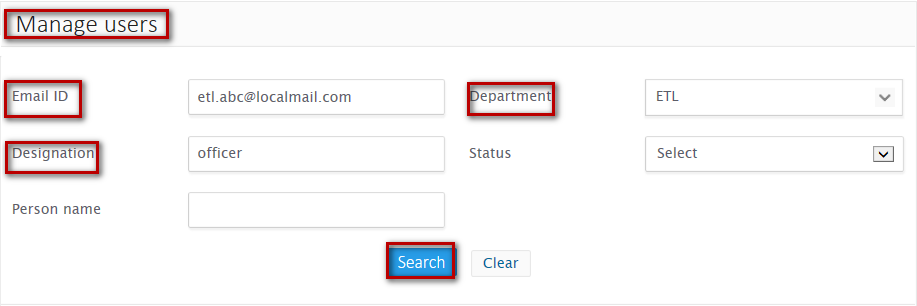 Manage users
Email ID etl.abc@localmail.com Department ETL
Designation officer Status Select
Person name
Search Clear